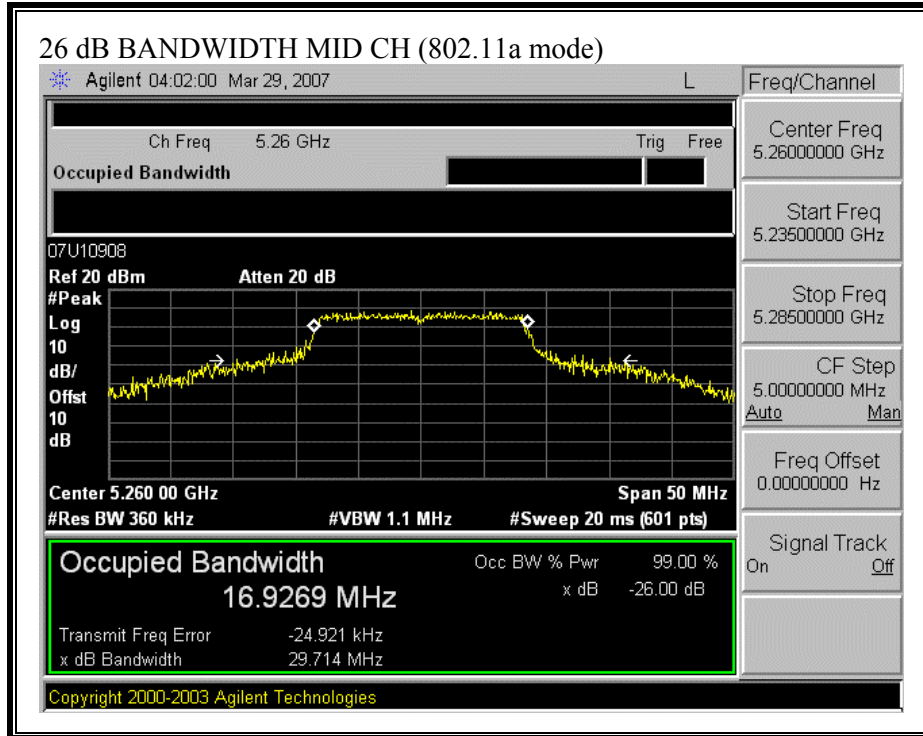 26 dB BANDWIDTH MID CH (802.11a mode)
Agilent 04:02:00 Mar 29, 2007 L Freq/Channel
Ch Freq 5.26 GHz Trig Free
Occupied Bandwidth
Center Freq
5.26000000 GHz
Start Freq
5.23500000 GHz
Stop Freq
5.28500000 GHz
CF Step
5.00000000 MHz
Auto Man
Freq Offset
0.00000000 Hz
Signal Track
On Off
07U10908
Ref 20 dBm Atten 20 dB
#Peak
Log
10
dB/
Offst
10
dB
Center 5.260 00 GHz Span 50 MHz
#Res BW 360 kHz #VBW 1.1 MHz #Sweep 20 ms (601 pts)
Occupied Bandwidth Occ BW % Pwr 99.00 %
16.9269 MHz x dB -26.00 dB
Transmit Freq Error -24.921 kHz
x dB Bandwidth 29.714 MHz
Copyright 2000-2003 Agilent Technologies